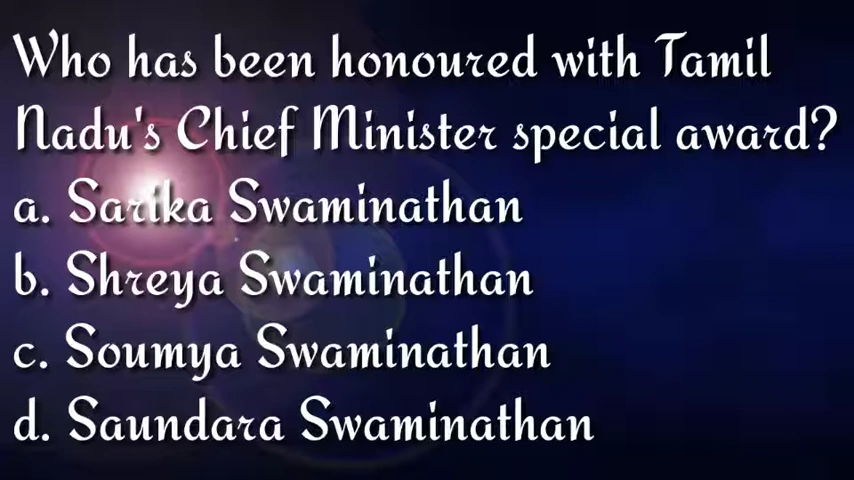 Who has been honoured with Tamil
Nadu's Chief Minister special award?
a. Sarika Swaminathan
b. Shreya Swaminathan
c. Soumya Swaminathan
d. Saundara Swaminathan